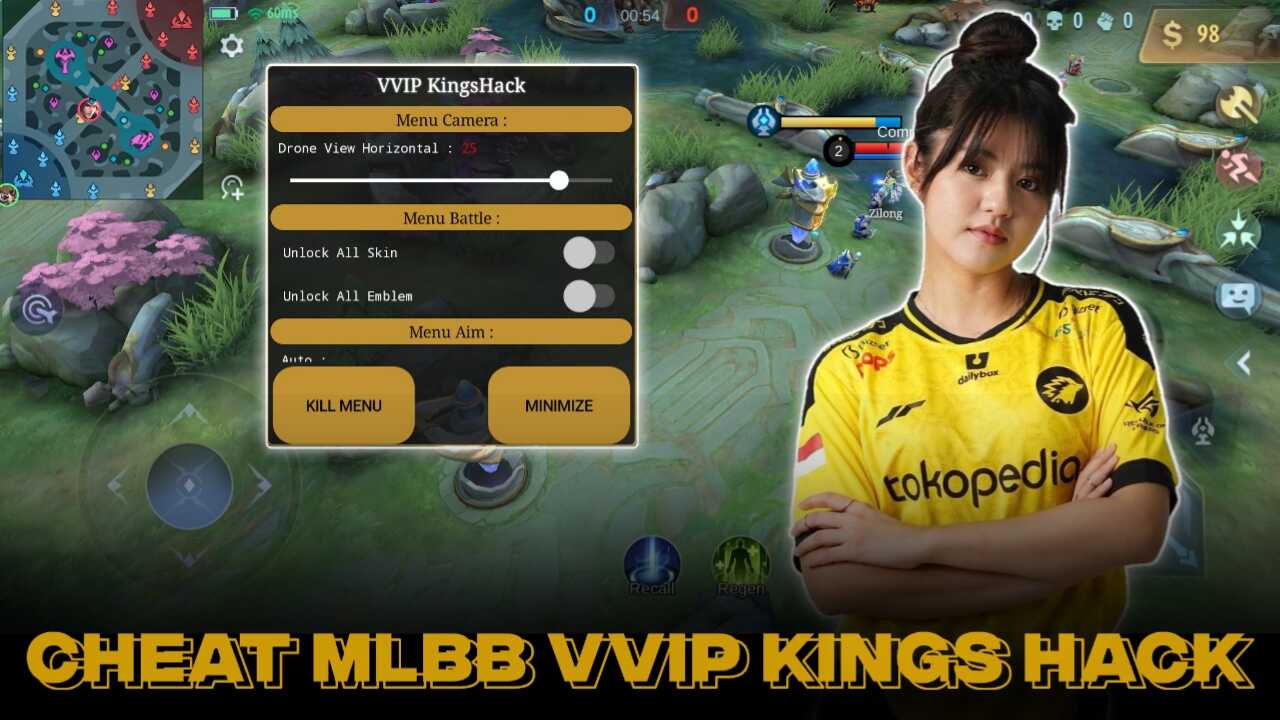 60ms
0 00:54 0
0 0 0
$ 98
VVIP KingsHack
Menu Camera :
Drone View Horizontal : 25
Menu Battle :
Unlock All Skin
Unlock All Emblem
Menu Aim :
Auto :
KILL MENU
MINIMIZE
2
Zilong
Recall
Regen
dailybox
tokopedia
CHEAT MLBB VVIP KINGS HACK